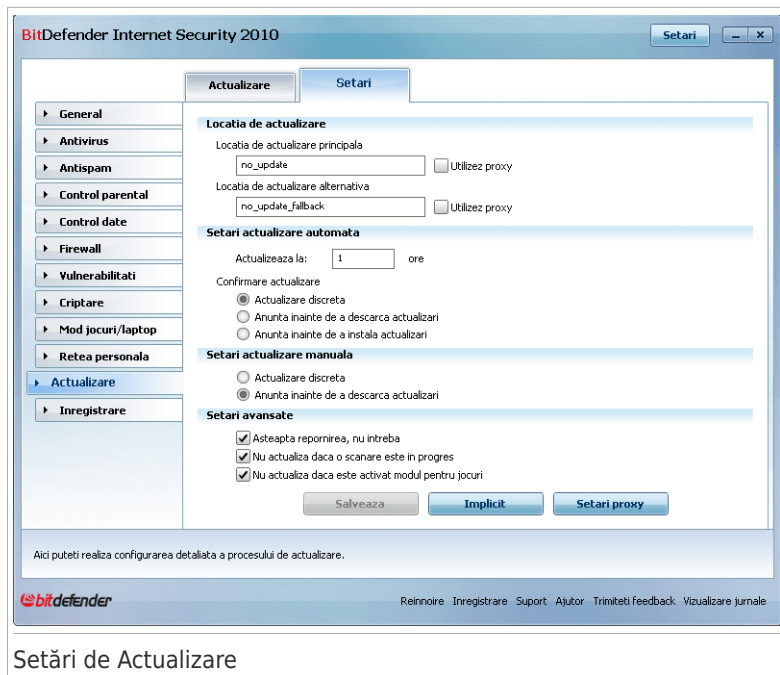 BitDefender Internet Security 2010
Setari
Actualizare
Setari
General
Antivirus
Antispam
Control parental
Control date
Firewall
Vulnerabilitati
Criptare
Mod jocuri/laptop
Retea personala
Actualizare
Inregistrare
Locatia de actualizare
Locatia de actualizare principala
no_update
Utilizez proxy
Locatia de actualizare alternativa
no_update_fallback
Utilizez proxy
Setari actualizare automata
Actualizeaza la: 1 ore
Confirmare actualizare
Actualizare discreta
Anunta inainte de a descarca actualizari
Anunta inainte de a instala actualizari
Setari actualizare manuala
Actualizare discreta
Anunta inainte de a descarca actualizari
Setari avansate
Asteapta repornirea, nu intreba
Nu actualiza daca o scanare este in progres
Nu actualiza daca este activat modul pentru jocuri
Salveaza Implicit Setari proxy
Aici puteti realiza configurarea detaliata a procesului de actualizare.
bitdefender
Reinnoire Inregistrare Suport Ajutor Trimiteti feedback Vizualizare jurnale
Setări de Actualizare